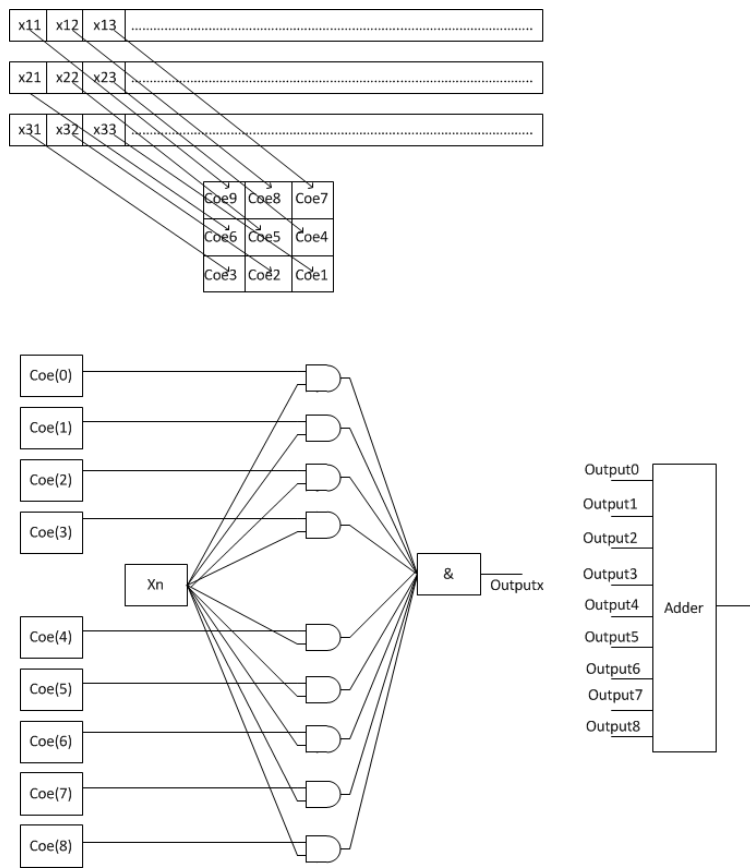 x11 x12 x13
x21 x22 x23
x31 x32 x33
Coe9 Coe8 Coe7
Coe6 Coe5 Coe4
Coe3 Coe2 Coe1
Coe(0)
Coe(1)
Coe(2)
Coe(3)
Xn
Coe(4)
Coe(5)
Coe(6)
Coe(7)
Coe(8)
&
Outputx
Output0
Output1
Output2
Output3
Output4
Output5
Output6
Output7
Output8
Adder